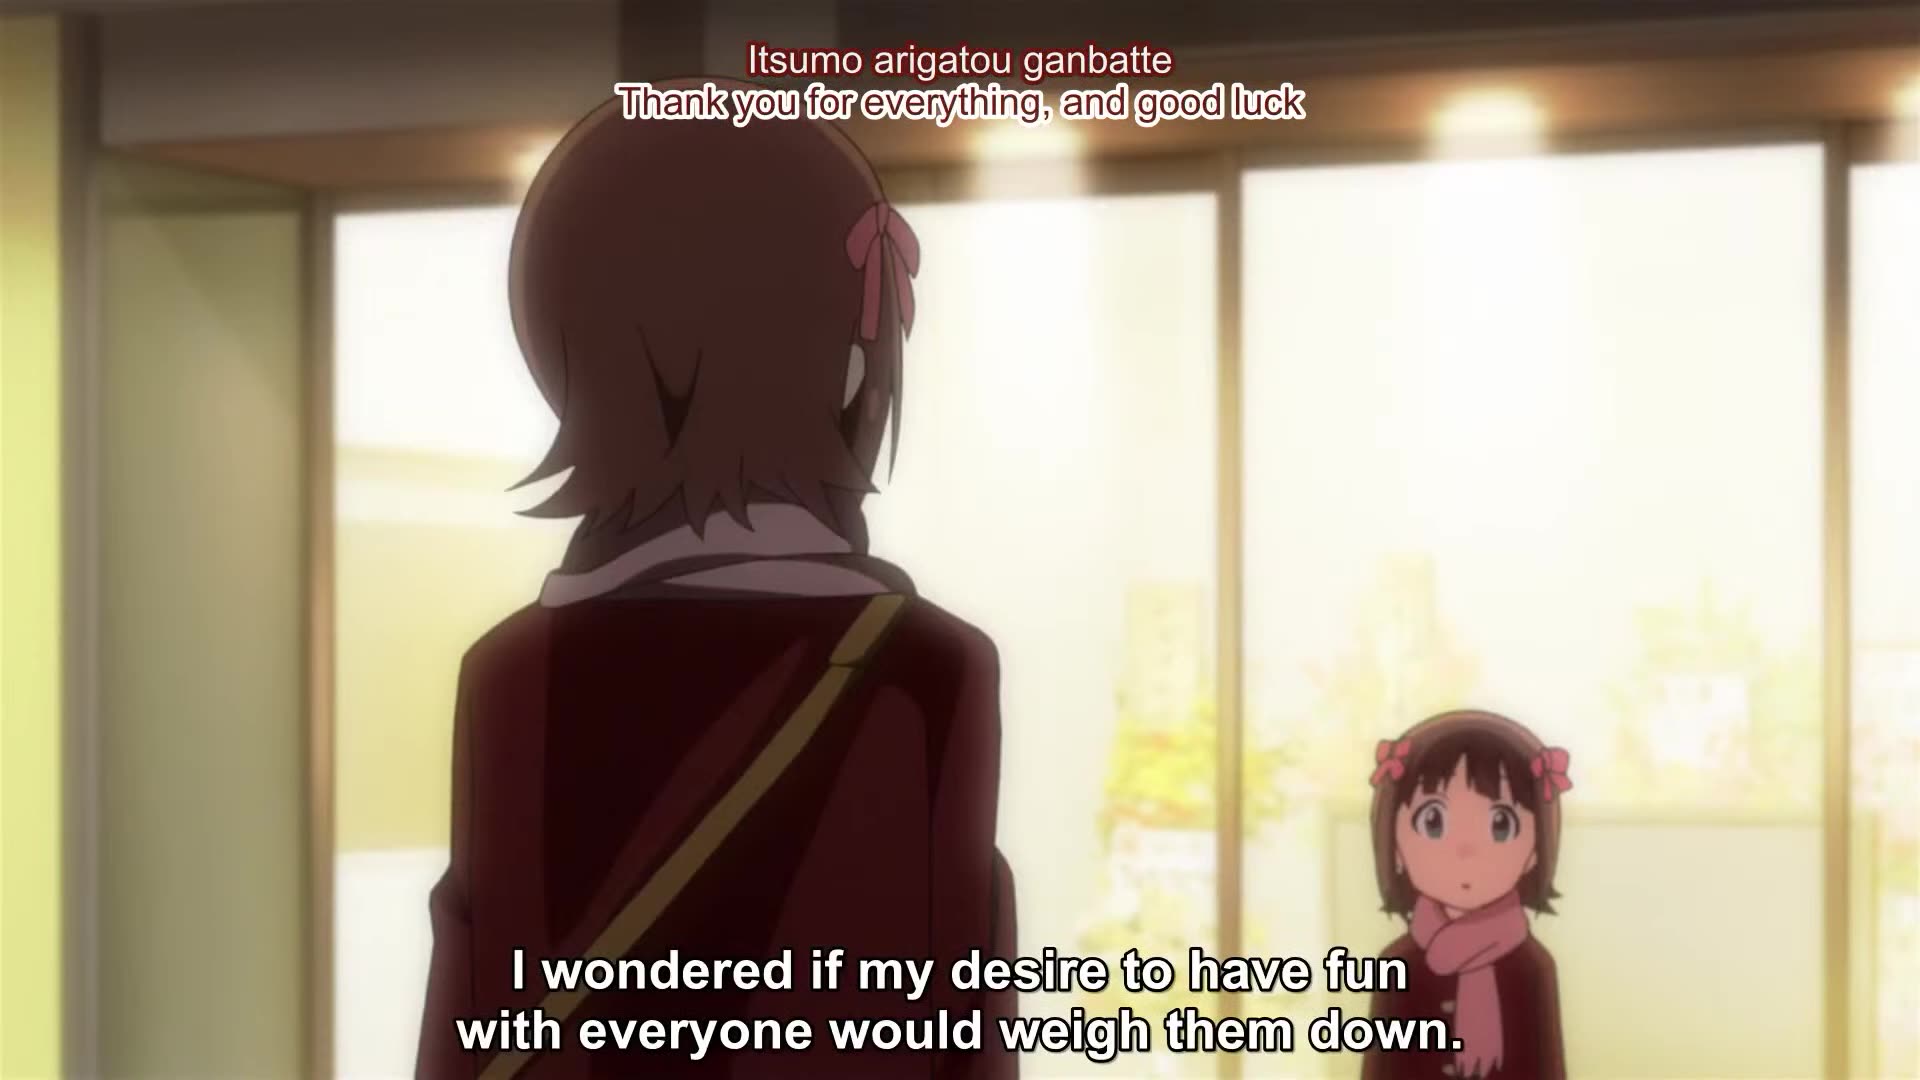 Itsumo arigatou ganbatte
Thank you for everything, and good luck
I wondered if my desire to have fun
with everyone would weigh them down.